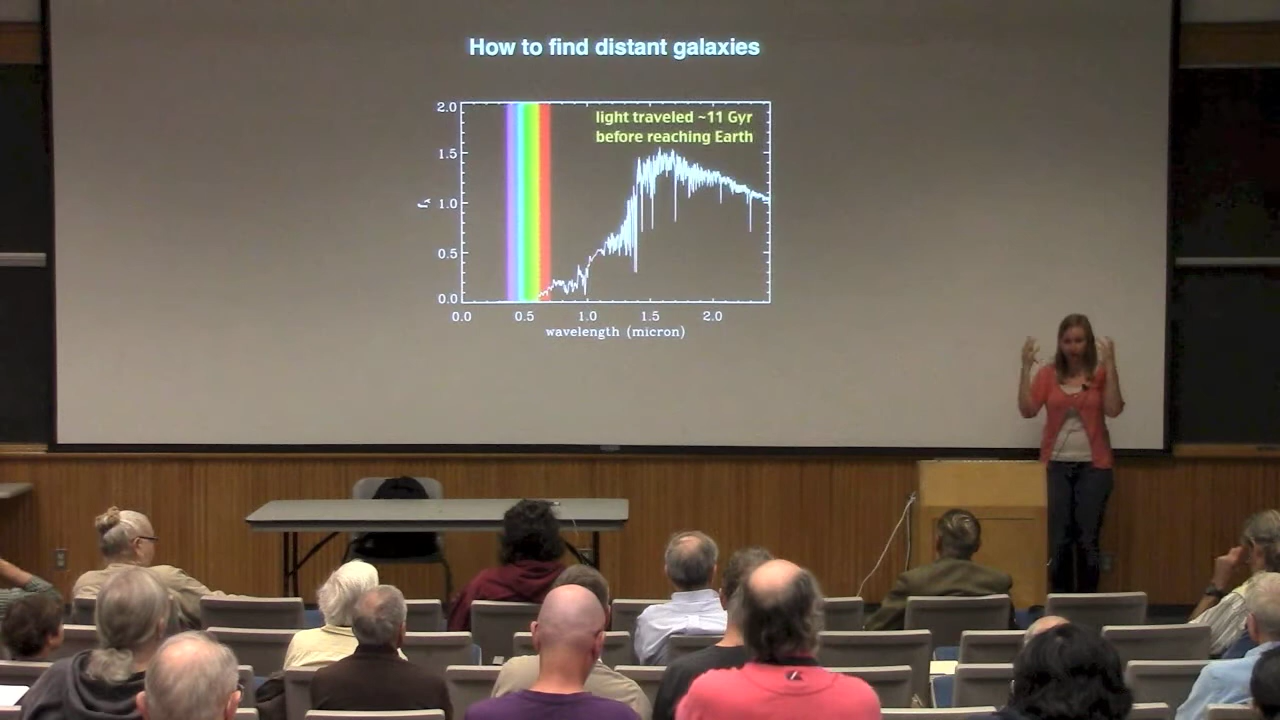 How to find distant galaxies
light traveled ~11 Gyr
before reaching Earth
2.0
1.5
1.0
0.5
0.0
fλ
0.0 0.5 1.0 1.5 2.0
wavelength (micron)